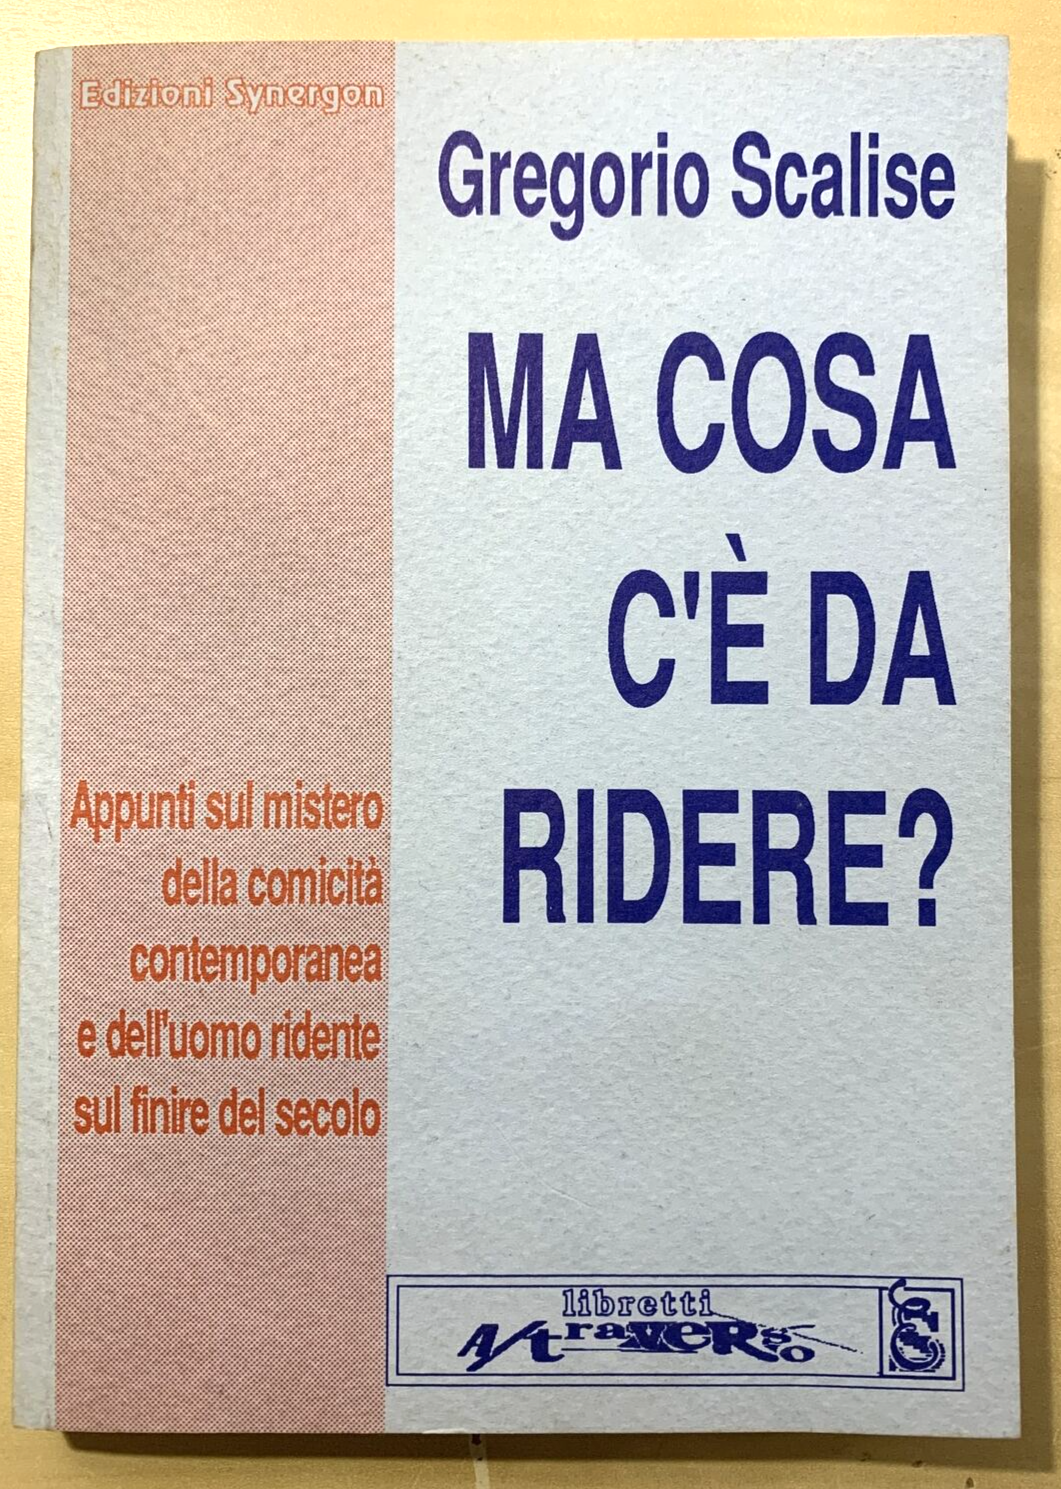 Edizioni Synergon
Gregorio Scalise
MA COSA
C'È DA
RIDERE?
Appunti sul mistero
della comicità
contemporanea
e dell'uomo ridente
sul finire del secolo
libretti
A/traverso